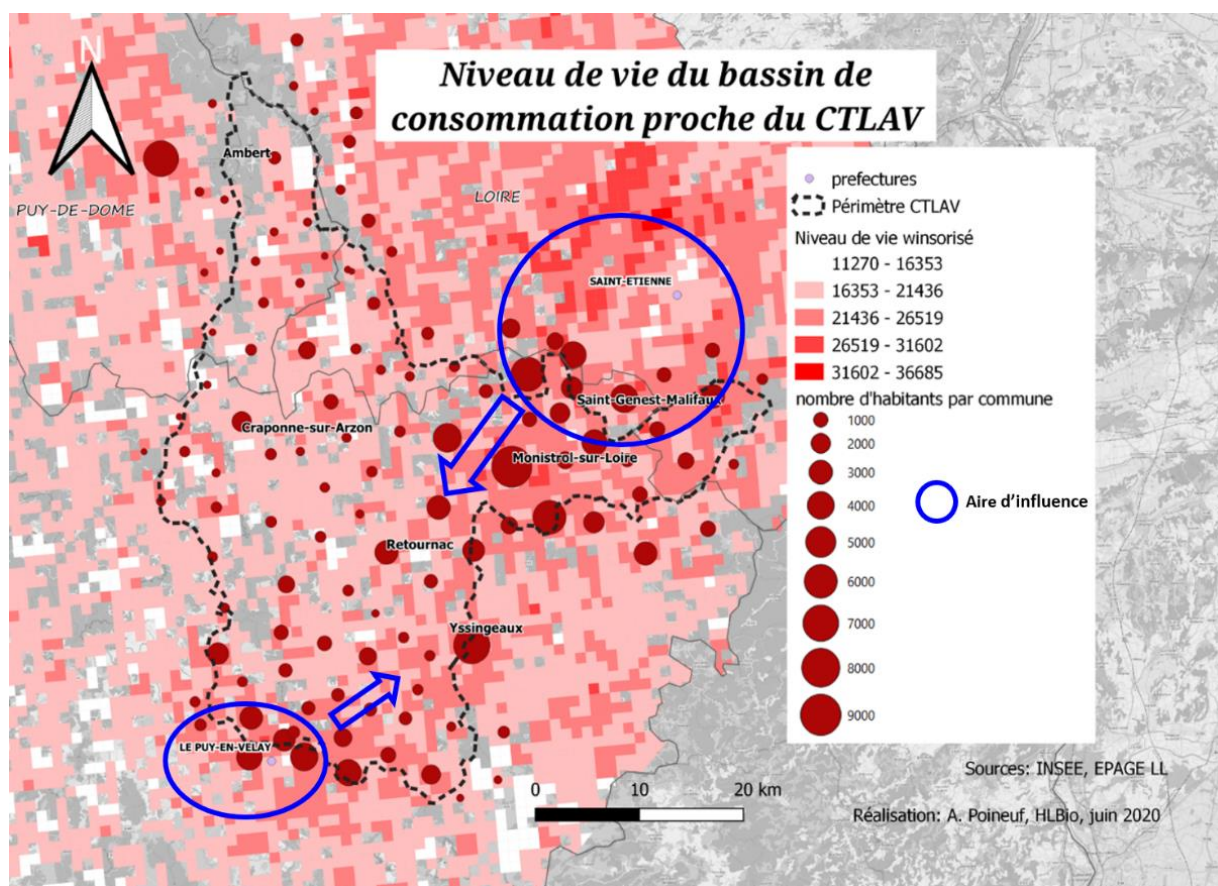 N
Niveau de vie du bassin de
consommation proche du CTLAV
Ambert
PUY-DE-DOME
LOIRE
SAINT-ETIENNE
Saint-Genest-Malifaux
Craponne-sur-Arzon
Monistrol-sur-Loire
Retournac
Yssingeaux
LE PUY-EN-VELAY
prefectures
Périmètre CTLAV
Niveau de vie winsorisé
11270 - 16353
16353 - 21436
21436 - 26519
26519 - 31602
31602 - 36685
nombre d'habitants par commune
1000
2000
3000
4000
5000
6000
7000
8000
9000
Aire d’influence
0 10 20 km
Sources: INSEE, EPAGE LL
Réalisation: A. Poineuf, HLBio, juin 2020